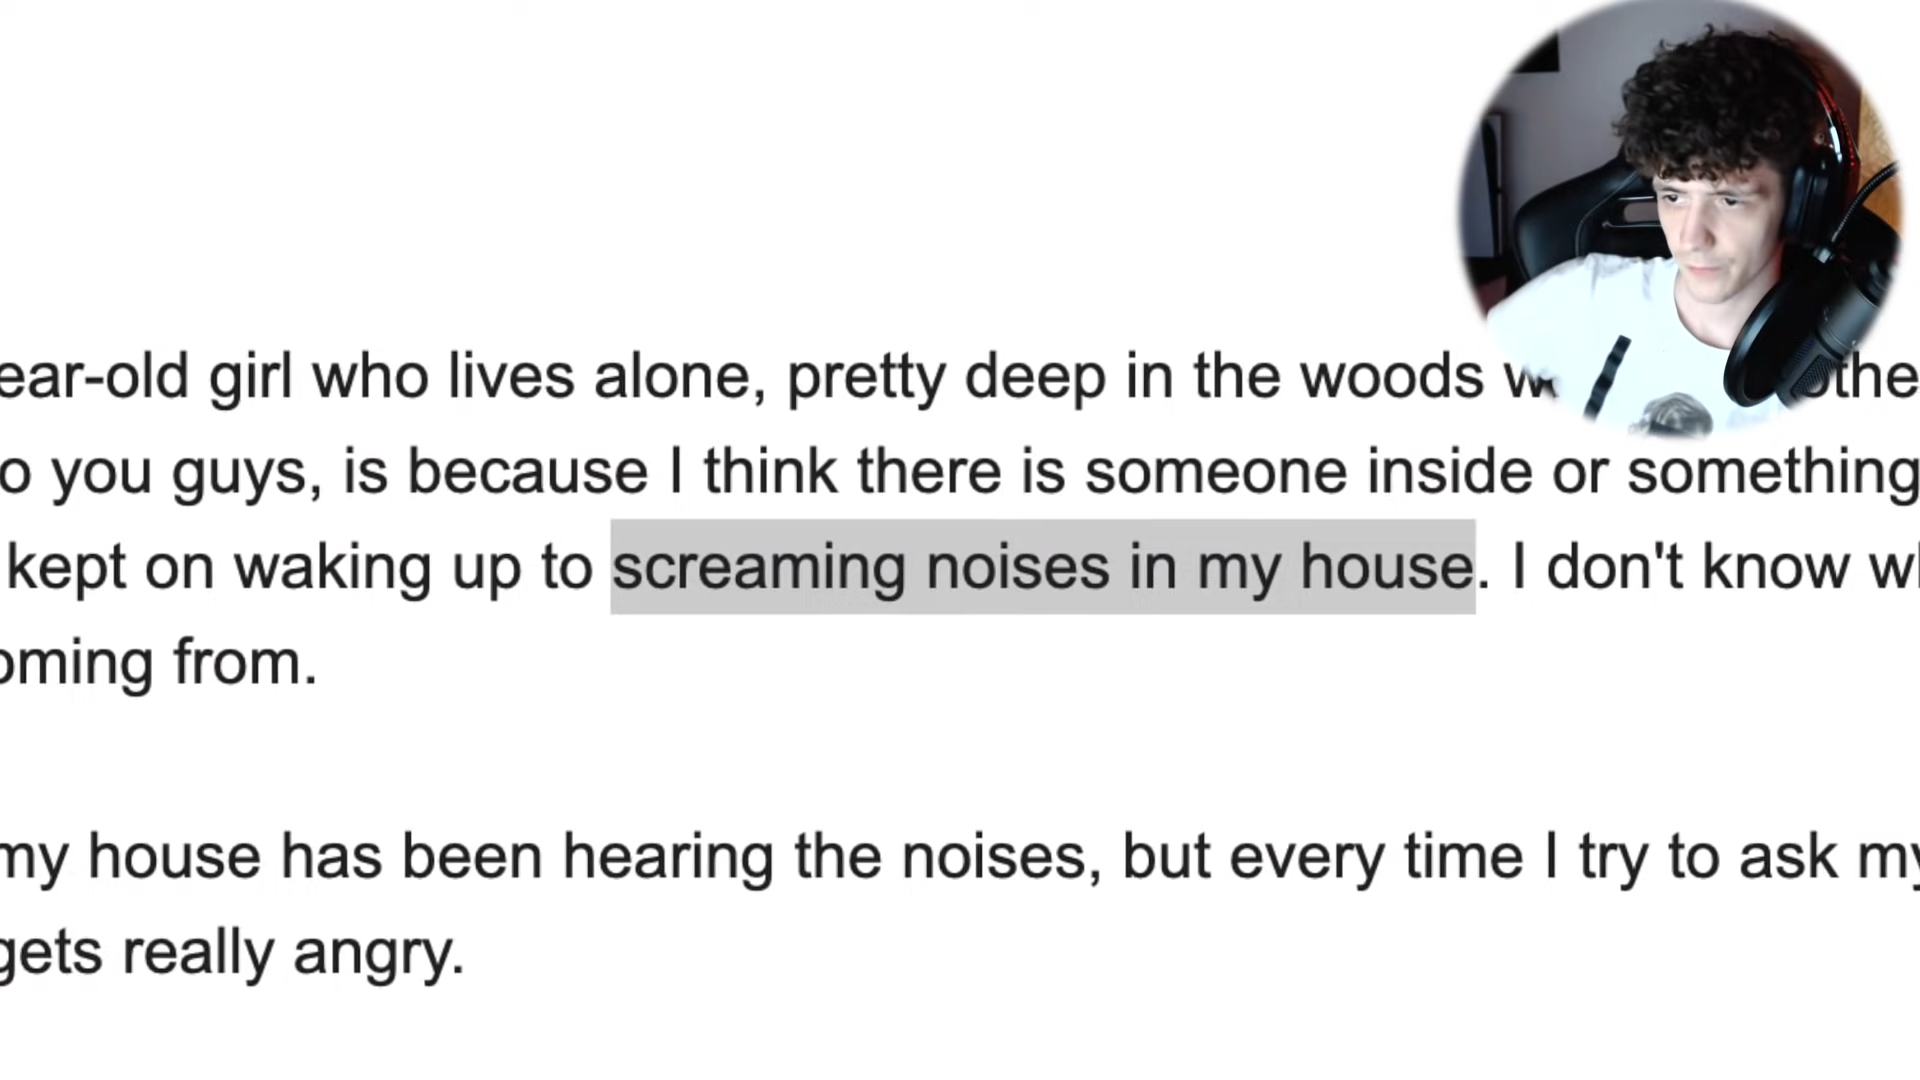 ear-old girl who lives alone, pretty deep in the woods
o you guys, is because I think there is someone inside or something
kept on waking up to screaming noises in my house. I don't know
oming from.
my house has been hearing the noises, but every time I try to ask my
gets really angry.